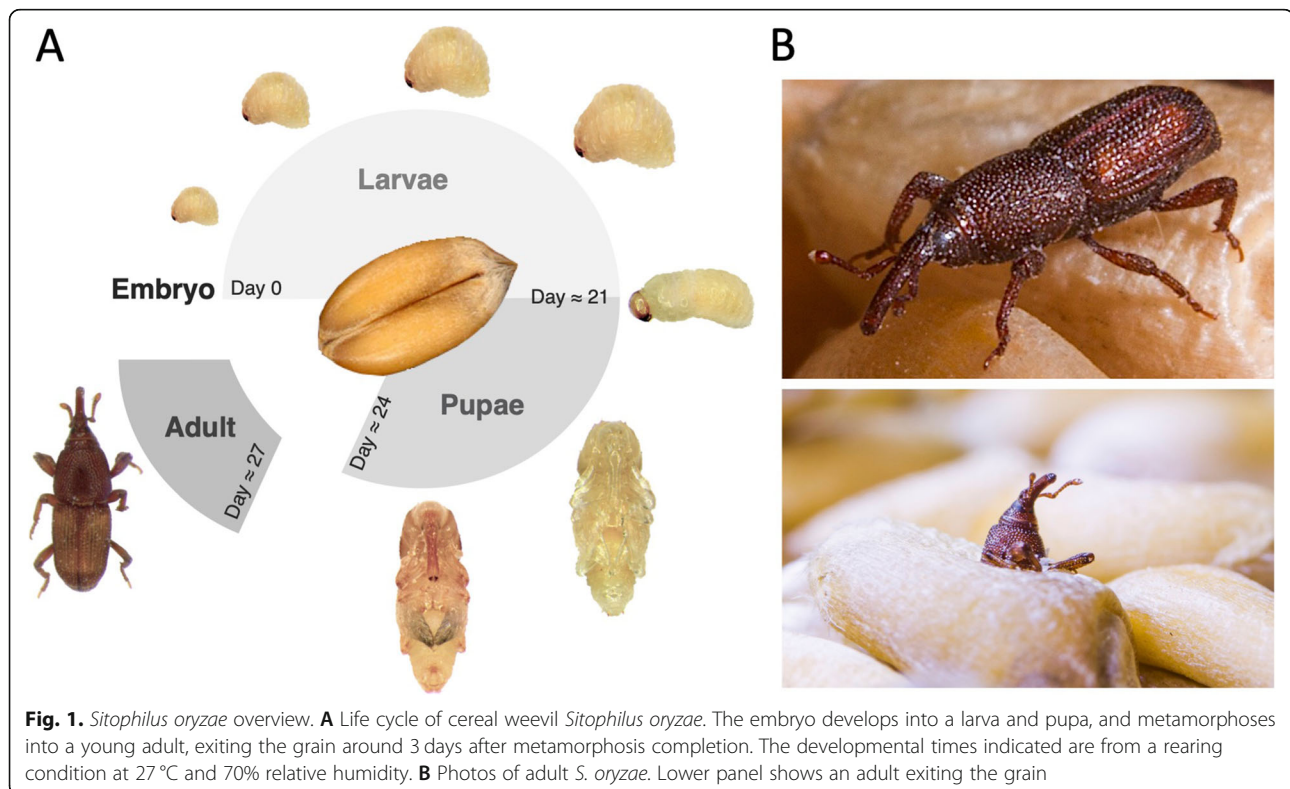 A
B
Larvae
Embryo
Day 0
Day ≈ 21
Pupae
Day ≈ 24
Adult
Day ≈ 27
Fig. 1. Sitophilus oryzae overview. A Life cycle of cereal weevil Sitophilus oryzae. The embryo develops into a larva and pupa, and metamorphoses
into a young adult, exiting the grain around 3 days after metamorphosis completion. The developmental times indicated are from a rearing
condition at 27 °C and 70% relative humidity. B Photos of adult S. oryzae. Lower panel shows an adult exiting the grain